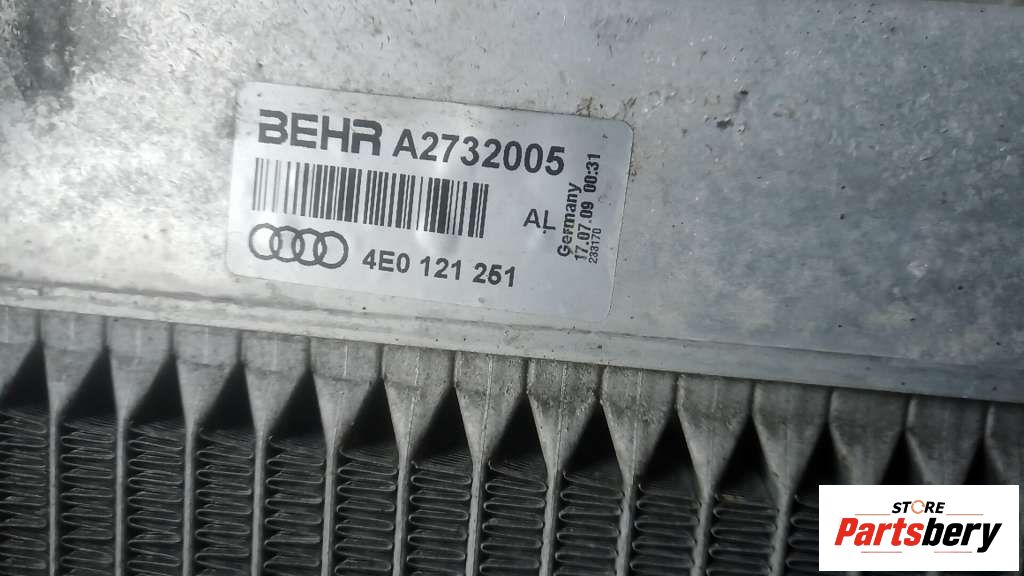 BEHR A2732005
AL
Germany
17.07.09 00:31
233170
4E0 121 251
STORE
Partsbery